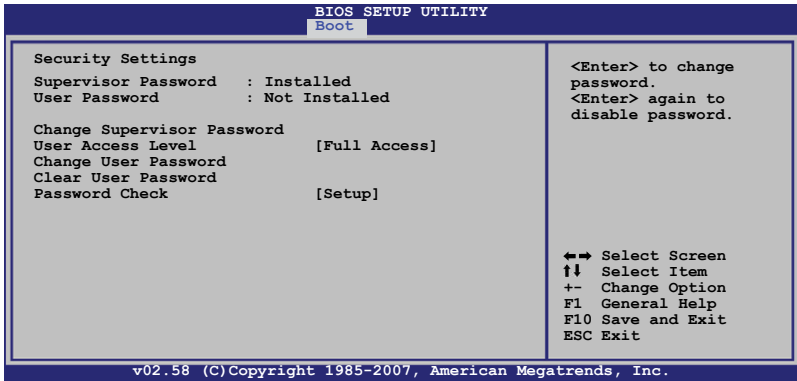 BIOS SETUP UTILITY
Boot
Security Settings
Supervisor Password : Installed
User Password : Not Installed
Change Supervisor Password
User Access Level [Full Access]
Change User Password
Clear User Password
Password Check [Setup]
<Enter> to change
password.
<Enter> again to
disable password.
←→ Select Screen
↑↓ Select Item
+- Change Option
F1 General Help
F10 Save and Exit
ESC Exit
v02.58 (C)Copyright 1985-2007, American Megatrends, Inc.